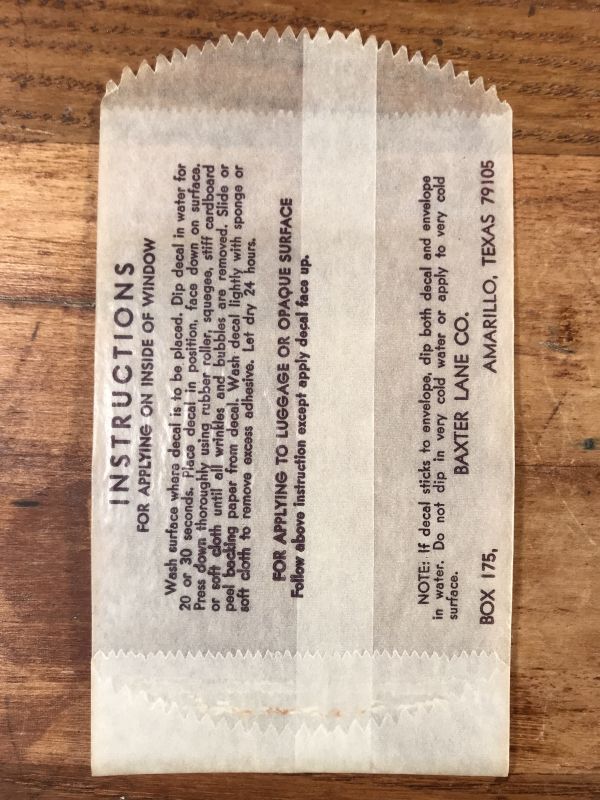 INSTRUCTIONS
FOR APPLYING ON INSIDE OF WINDOW
Wash surface where decal is to be placed. Dip decal in water for
20 or 30 seconds. Place decal in position, face down on surface.
Press down thoroughly using rubber roller, squegee, stiff cardboard
or soft cloth until all wrinkles and bubbles are removed. Slide or
peel backing paper from decal. Wash decal lightly with sponge or
soft cloth to remove excess adhesive. Let dry 24 hours.
FOR APPLYING TO LUGGAGE OR OPAQUE SURFACE
Follow above instruction except apply decal face up.
NOTE: If decal sticks to envelope, dip both decal and envelope
in water. Do not dip in very cold water or apply to very cold
surface.
BAXTER LANE CO.
BOX 175, AMARILLO, TEXAS 79105